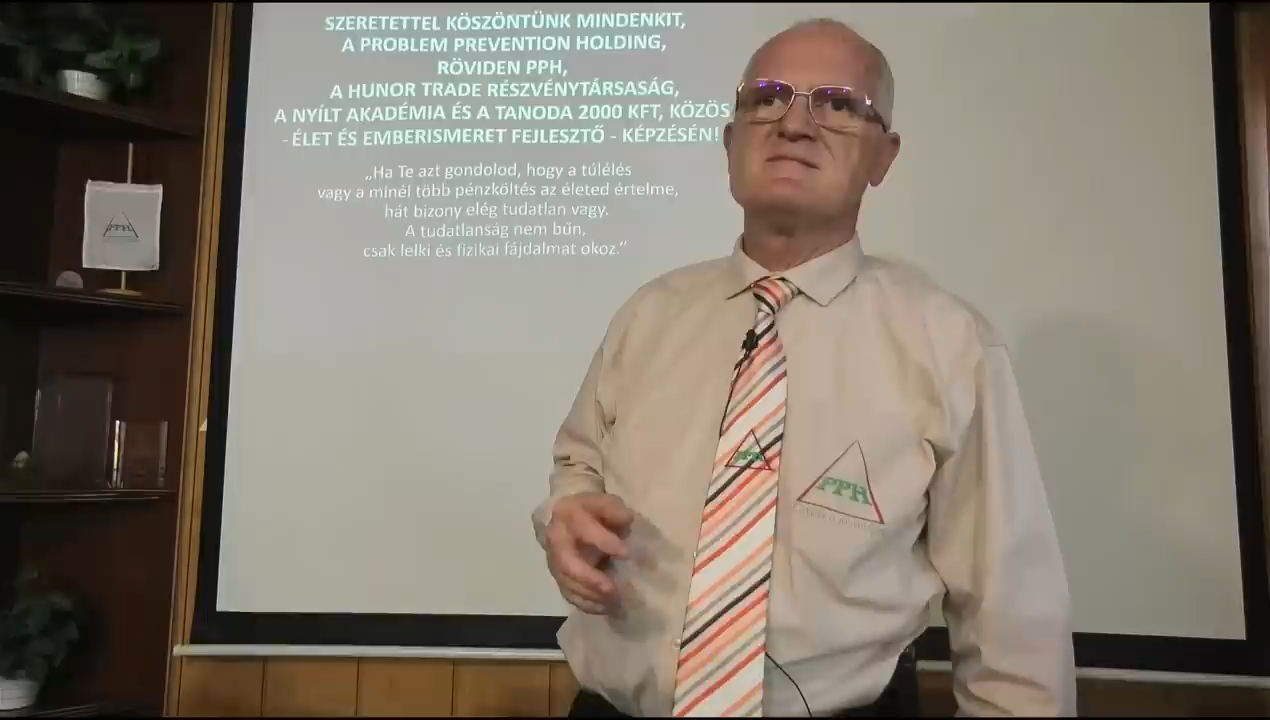 SZERETETTEL KÖSZÖNTÜNK MINDENKIT,
A PROBLEM PREVENTION HOLDING,
RÖVIDEN PPH,
A HUNOR TRADE RÉSZVÉNYTÁRSASÁG,
A NYÍLT AKADÉMIA ÉS A TANODA 2000 KFT, KÖZÖS
- ÉLET ÉS EMBERISMERET FEJLESZTŐ - KÉPZÉSÉN!
„Ha Te azt gondolod, hogy a túlélés
vagy a minél több pénzköltés az életed értelme,
hát bizony elég tudatlan vagy.
A tudatlanság nem bűn,
csak lelki és fizikai fájdalmat okoz.”
PPH
PPH
PPH